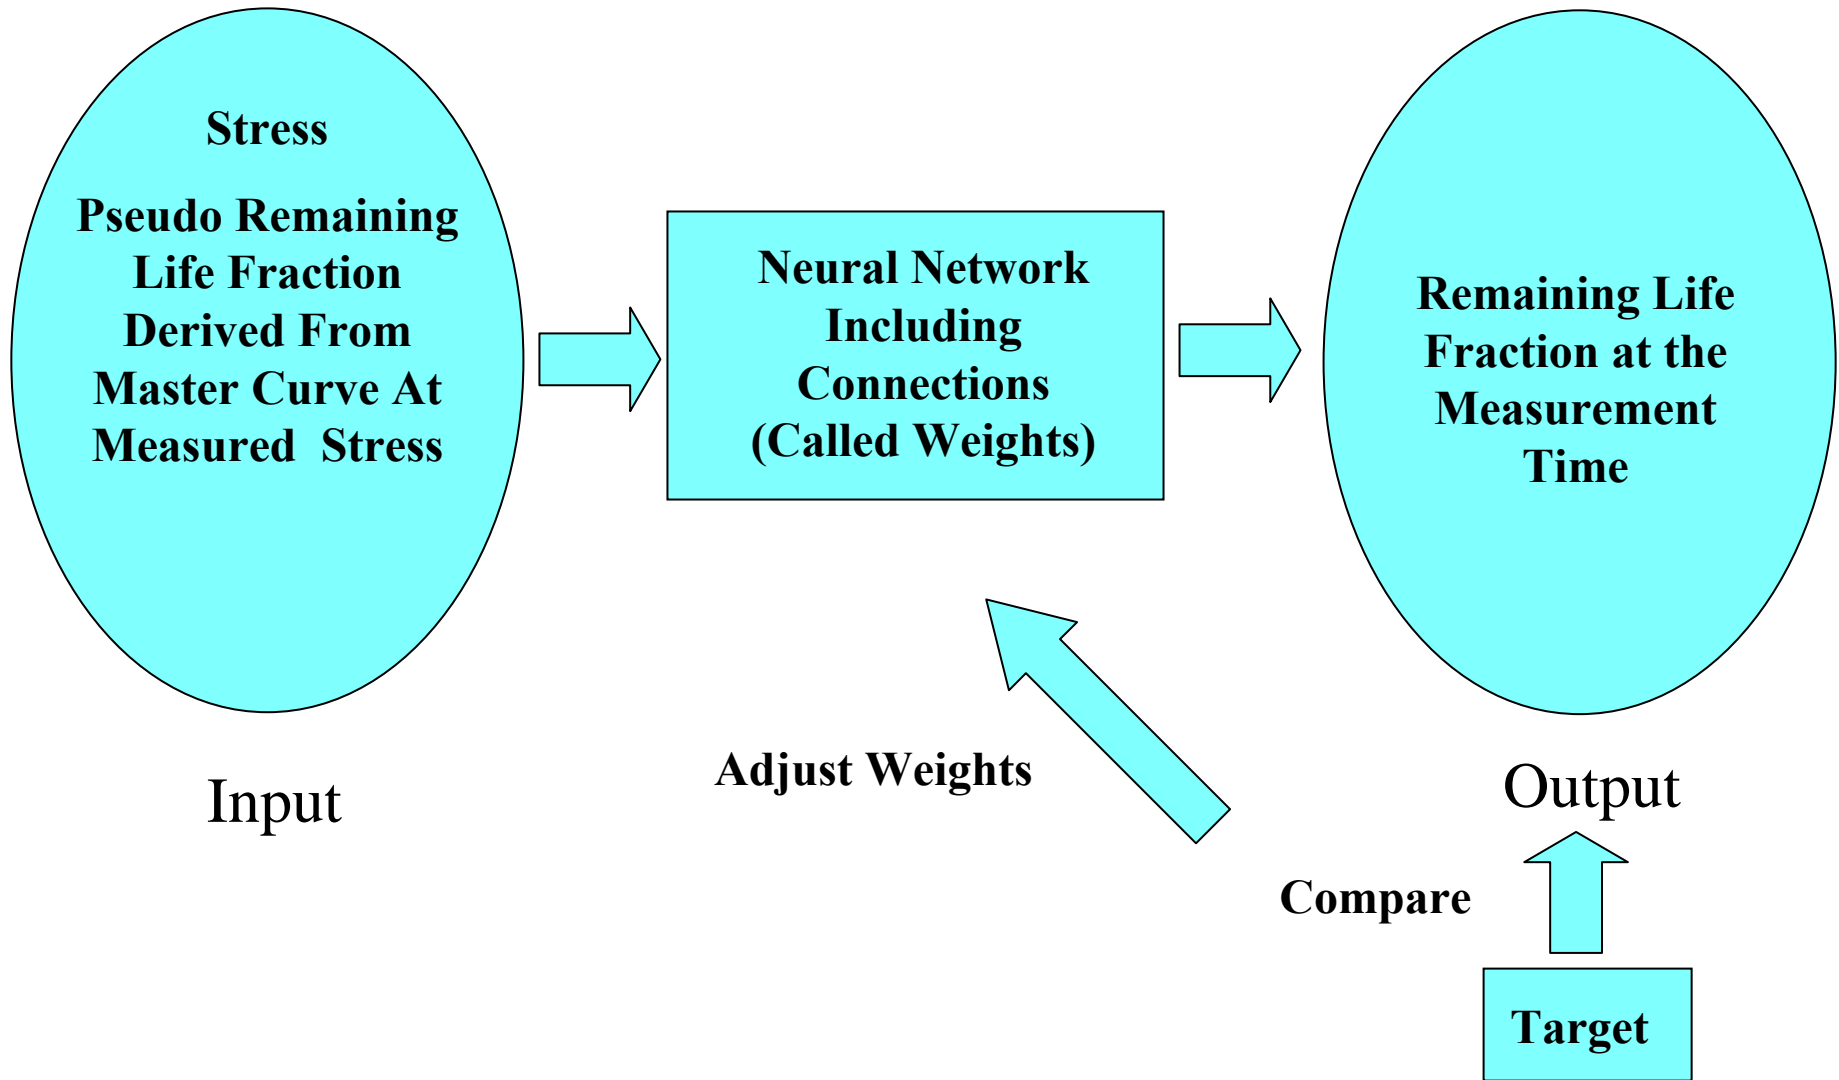 Stress
Pseudo Remaining
Life Fraction
Derived From
Master Curve At
Measured  Stress
Input
Neural Network
Including
Connections
(Called Weights)
Remaining Life
Fraction at the
Measurement
Time
Output
Adjust Weights
Compare
Target